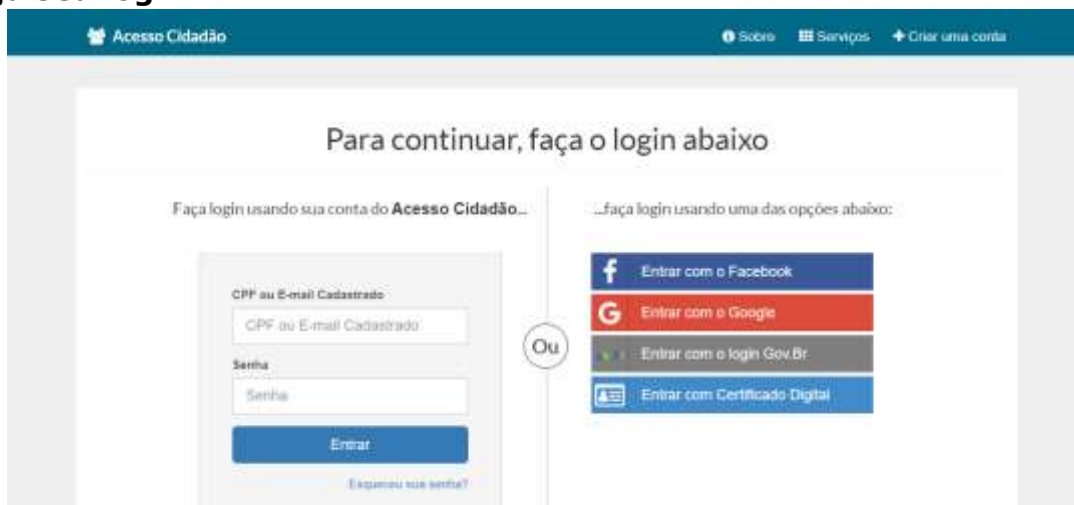 Acesso Cidadão
Sobre Serviços Criar uma conta
Para continuar, faça o login abaixo
Faça login usando sua conta do Acesso Cidadão...
CPF ou E-mail Cadastrado
CPF ou E-mail Cadastrado
Senha
Senha
Entrar
Esqueceu sua senha?
Ou
...faça login usando uma das opções abaixo:
Entrar com o Facebook
Entrar com o Google
Entrar com o login Gov.Br
Entrar com Certificado Digital